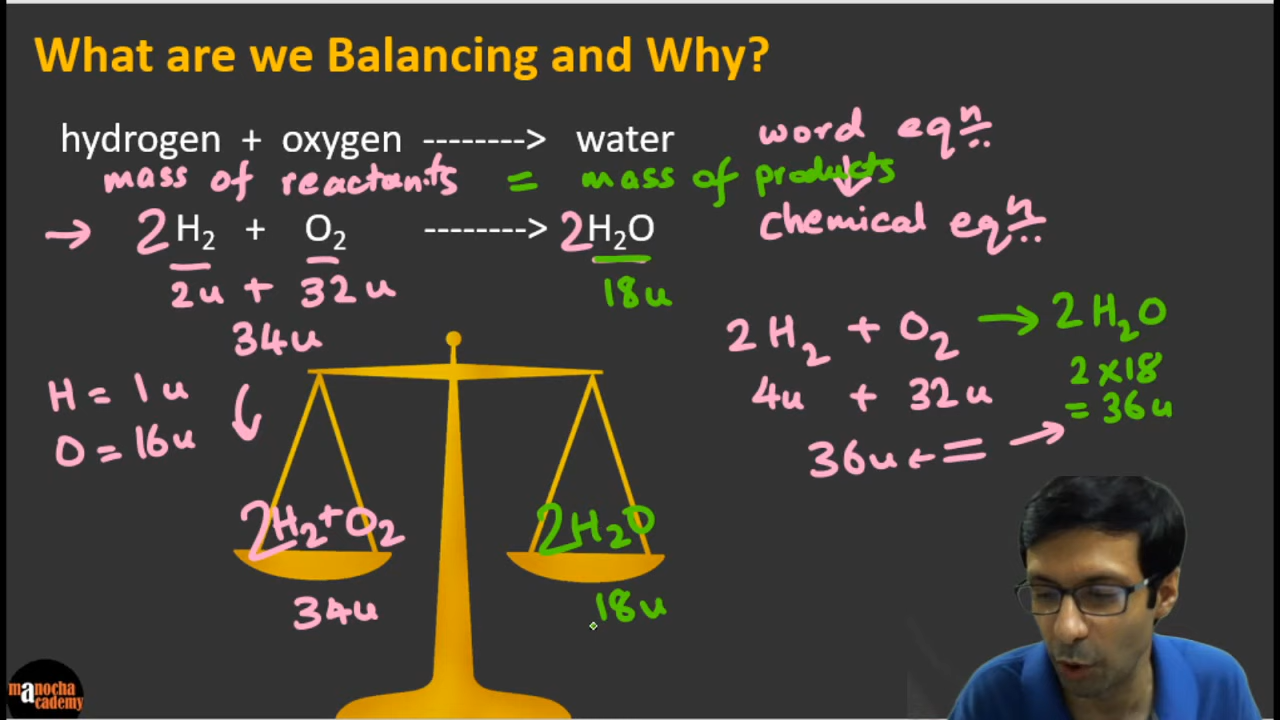 What are we Balancing and Why?
hydrogen + oxygen --------> water
word eqn
mass of reactants = mass of products
chemical eqn
→ 2H₂ + O₂ --------> 2H₂O
2u + 32u
18u
34u
H = 1u
O = 16u
2H₂ + O₂ → 2H₂O
4u + 32u
2 × 18
= 36u
36u ← = →
2H₂+O₂
2H₂O
34u
18u
manocha
academy